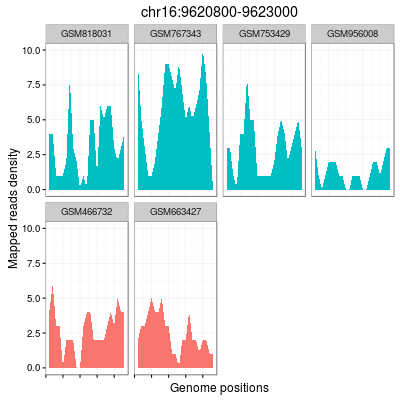 chr16:9620800-9623000
GSM818031 GSM767343 GSM753429 GSM956008
10.0
7.5
5.0
2.5
0.0
GSM466732 GSM663427
10.0
7.5
5.0
2.5
0.0
Mapped reads density
Genome positions